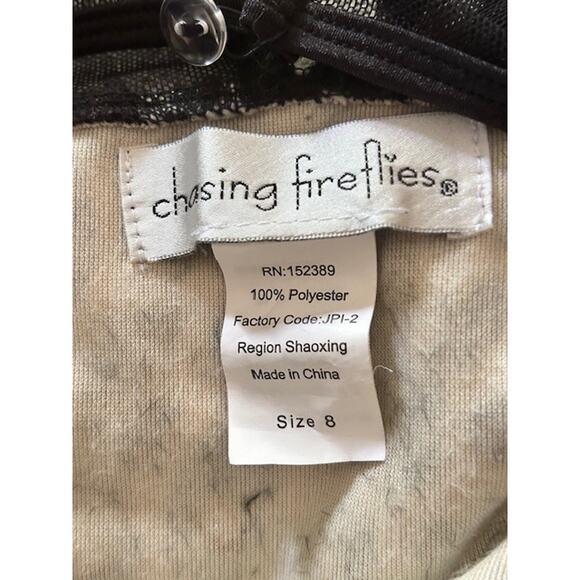 chasing fireflies®
RN:152389
100% Polyester
Factory Code:JPI-2
Region Shaoxing
Made in China
Size 8